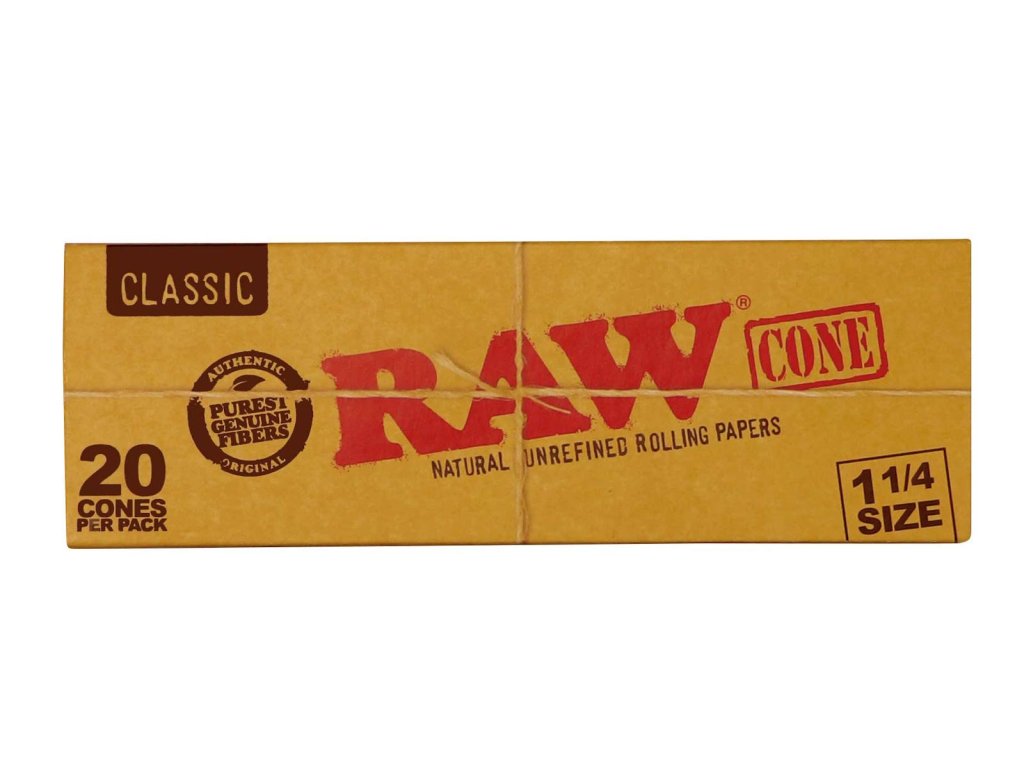 CLASSIC
RAW®
CONE
AUTHENTIC
PUREST
GENUINE
FIBERS
ORIGINAL
NATURAL UNREFINED ROLLING PAPERS
20
CONES
PER PACK
1 1/4
SIZE